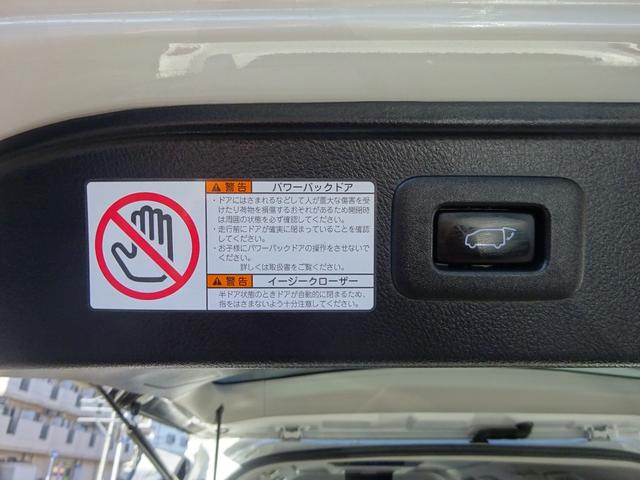 警告 パワーバックドア
・ドアにはさまれるなどして人が重大な傷害を受
けたり荷物を損傷するおそれがあるため開閉時
は周囲の状態を必ず確認してください。
・走行前にドアが確実に閉まっていることを確認
してください。
・お子様にパワーバックドアの操作をさせないで
ください。
詳しくは取扱書をご覧ください。
警告 イージークローザー
半ドア状態のときドアが自動的に閉まるため、
指をはさまないよう十分注意してください。